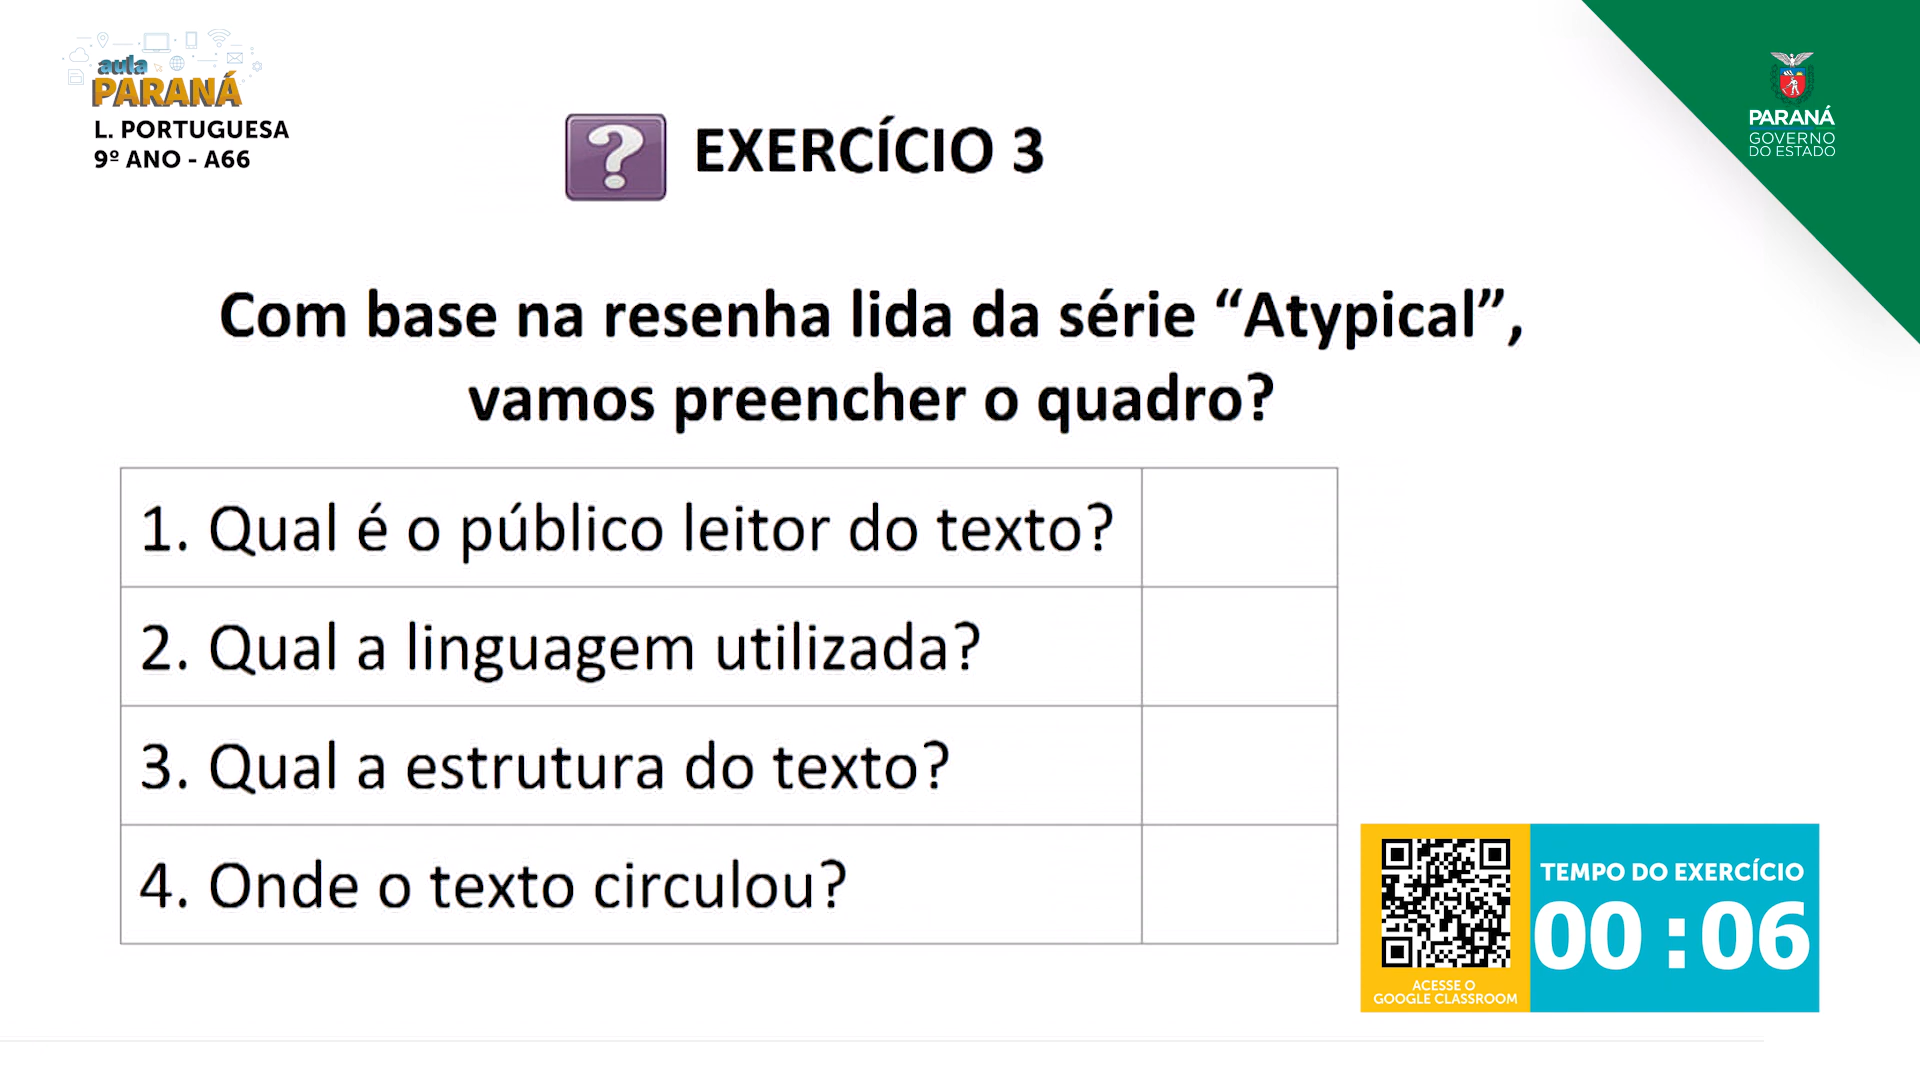 aula
PARANÁ
L. PORTUGUESA
9º ANO - A66
EXERCÍCIO 3
PARANÁ
GOVERNO
DO ESTADO
Com base na resenha lida da série “Atypical”,
vamos preencher o quadro?
1. Qual é o público leitor do texto?
2. Qual a linguagem utilizada?
3. Qual a estrutura do texto?
4. Onde o texto circulou?
ACESSE O
GOOGLE CLASSROOM
TEMPO DO EXERCÍCIO
00:06